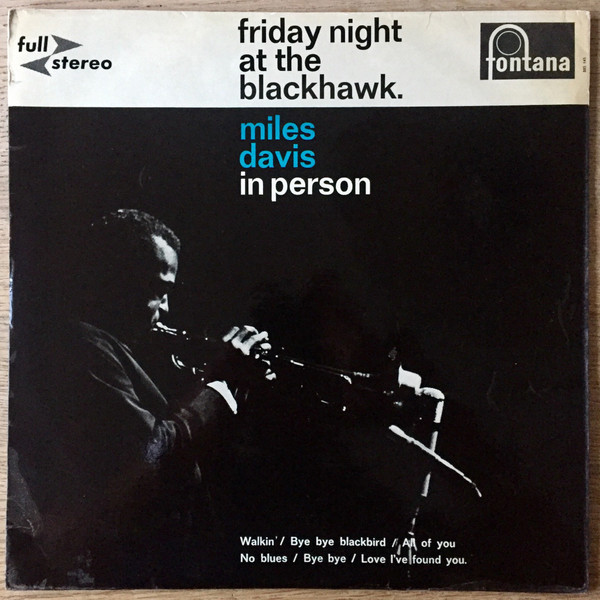 full
stereo
friday night
at the
blackhawk.
fontana
miles
davis
in person
Walkin' / Bye bye blackbird / All of you
No blues / Bye bye / Love I've found you.